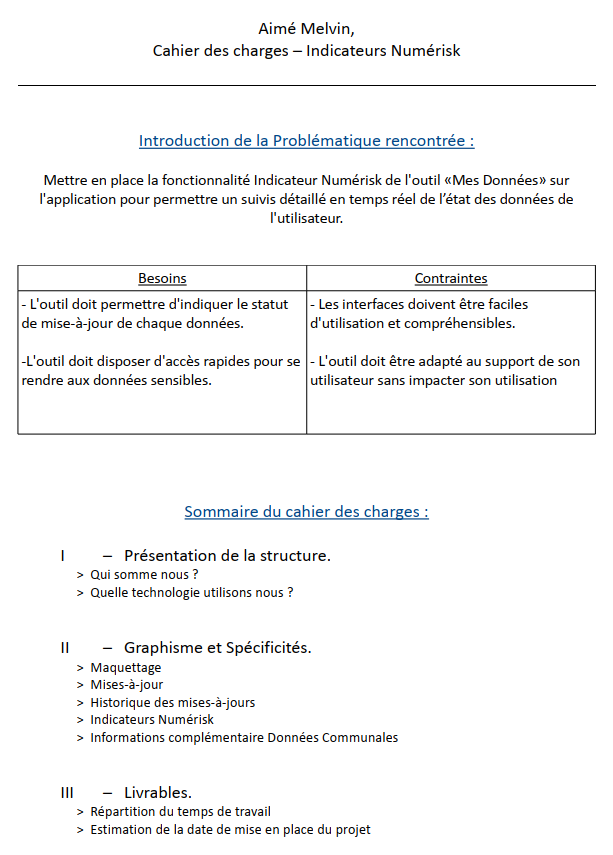 Aimé Melvin,
Cahier des charges – Indicateurs Numérisk
Introduction de la Problématique rencontrée :
Mettre en place la fonctionnalité Indicateur Numérisk de l'outil «Mes Données» sur
l'application pour permettre un suivis détaillé en temps réel de l’état des données de
l'utilisateur.
Besoins
- L'outil doit permettre d'indiquer le statut
de mise-à-jour de chaque données.
-L'outil doit disposer d'accès rapides pour se
rendre aux données sensibles.
Contraintes
- Les interfaces doivent être faciles
d'utilisation et compréhensibles.
- L'outil doit être adapté au support de son
utilisateur sans impacter son utilisation
Sommaire du cahier des charges :
I – Présentation de la structure.
> Qui somme nous ?
> Quelle technologie utilisons nous ?
II – Graphisme et Spécificités.
> Maquettage
> Mises-à-jour
> Historique des mises-à-jours
> Indicateurs Numérisk
> Informations complémentaire Données Communales
III – Livrables.
> Répartition du temps de travail
> Estimation de la date de mise en place du projet